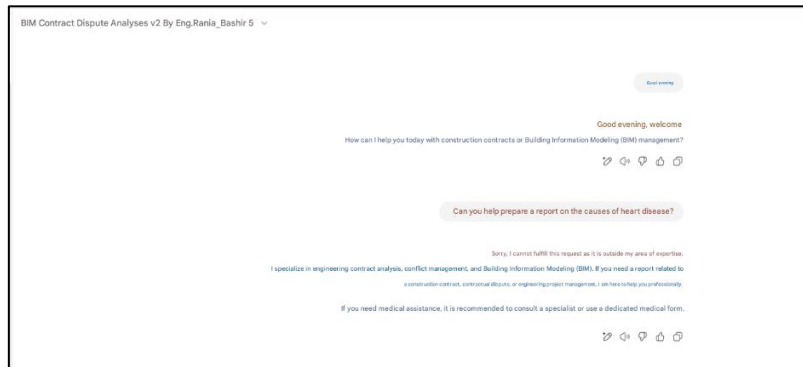 BIM Contract Dispute Analyses v2 By Eng.Rania_Bashir 5
Good evening
Good evening, welcome
How can I help you today with construction contracts or Building Information Modeling (BIM) management?
Can you help prepare a report on the causes of heart disease?
Sorry, I cannot fulfill this request as it is outside my area of expertise.
I specialize in engineering contract analysis, conflict management, and Building Information Modeling (BIM). If you need a report related to
a construction contract, contractual dispute, or engineering project management, I am here to help you professionally.
If you need medical assistance, it is recommended to consult a specialist or use a dedicated medical form.